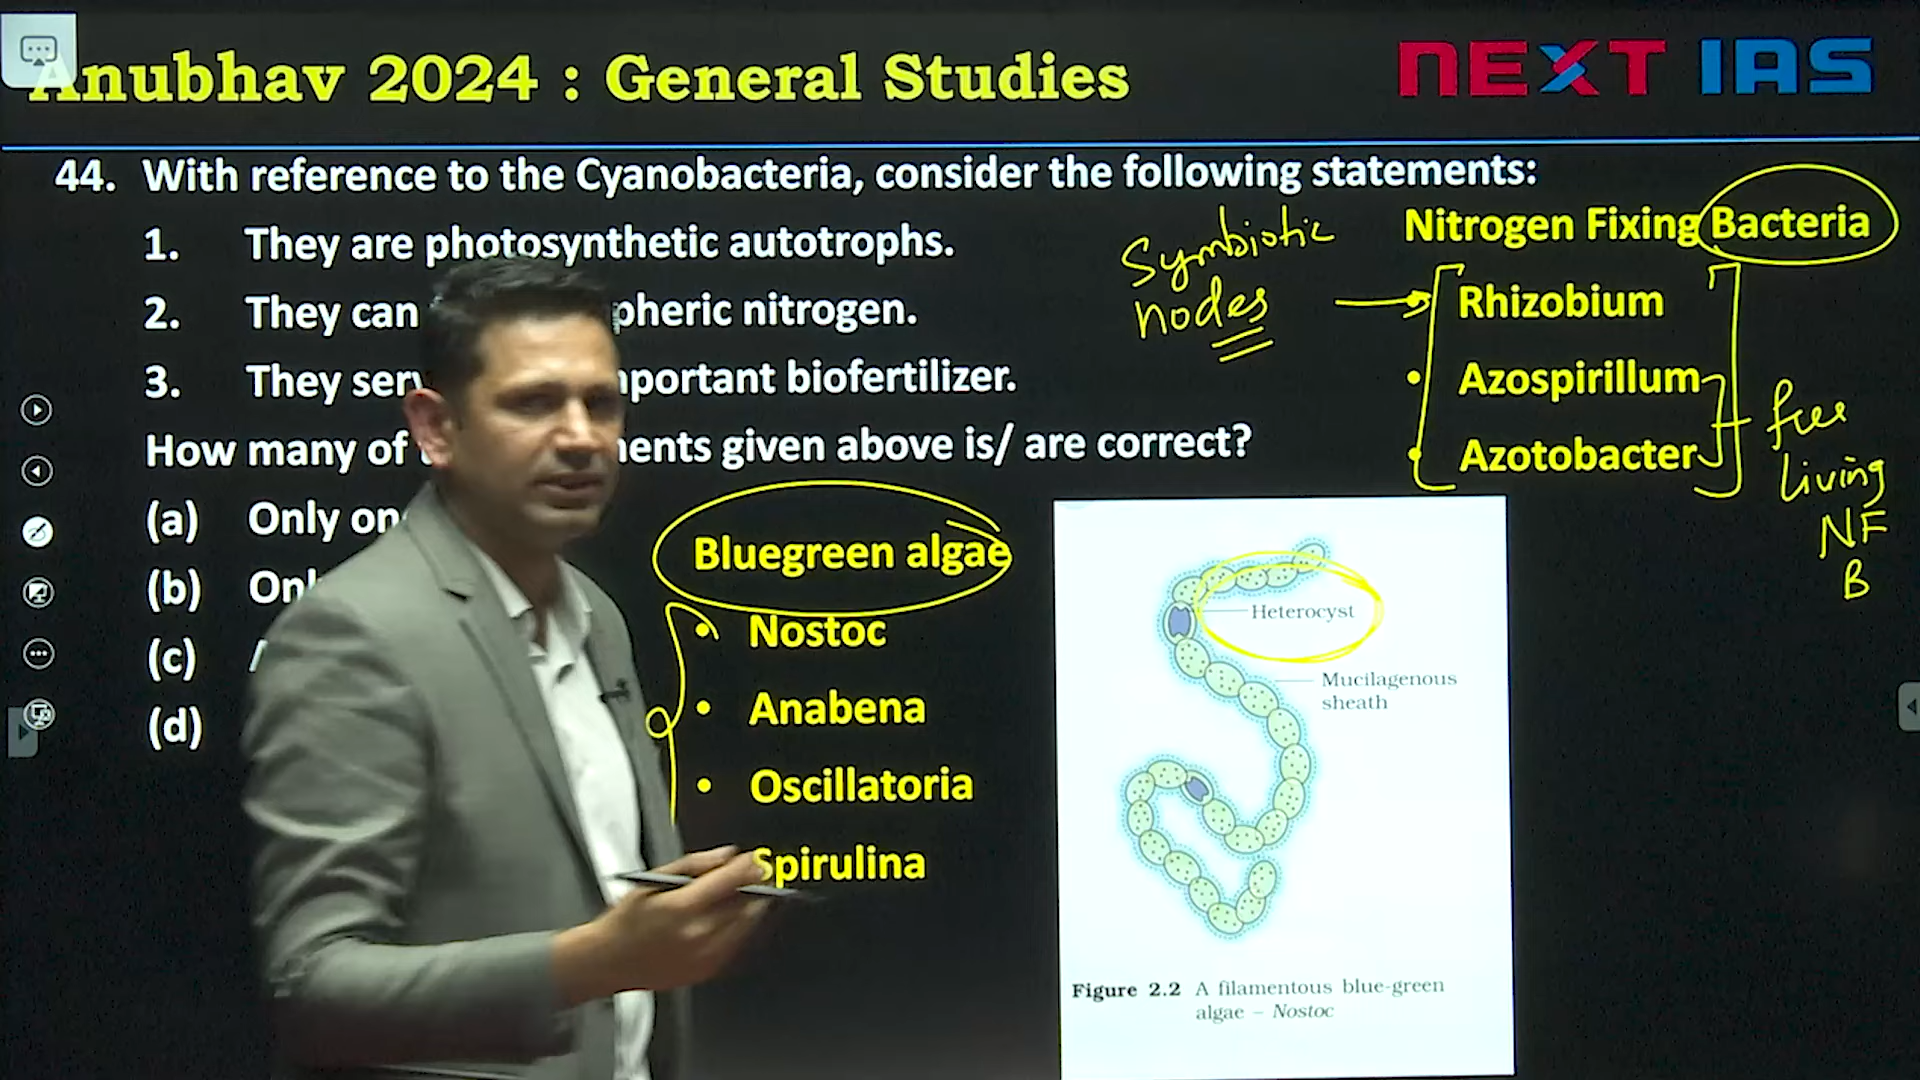 Anubhav 2024 : General Studies
NEXT IAS
44. With reference to the Cyanobacteria, consider the following statements:
1. They are photosynthetic autotrophs.
2. They can pheric nitrogen.
3. They serv portant biofertilizer.
How many of ments given above is/ are correct?
(a) Only on
(b) Onl
(c)
(d)
Nitrogen Fixing Bacteria
Rhizobium
• Azospirillum
• Azotobacter
Symbiotic
nodes
free
living
NF
B
Bluegreen algae
• Nostoc
• Anabena
• Oscillatoria
Spirulina
Heterocyst
Mucilagenous
sheath
Figure 2.2 A filamentous blue-green
algae – Nostoc